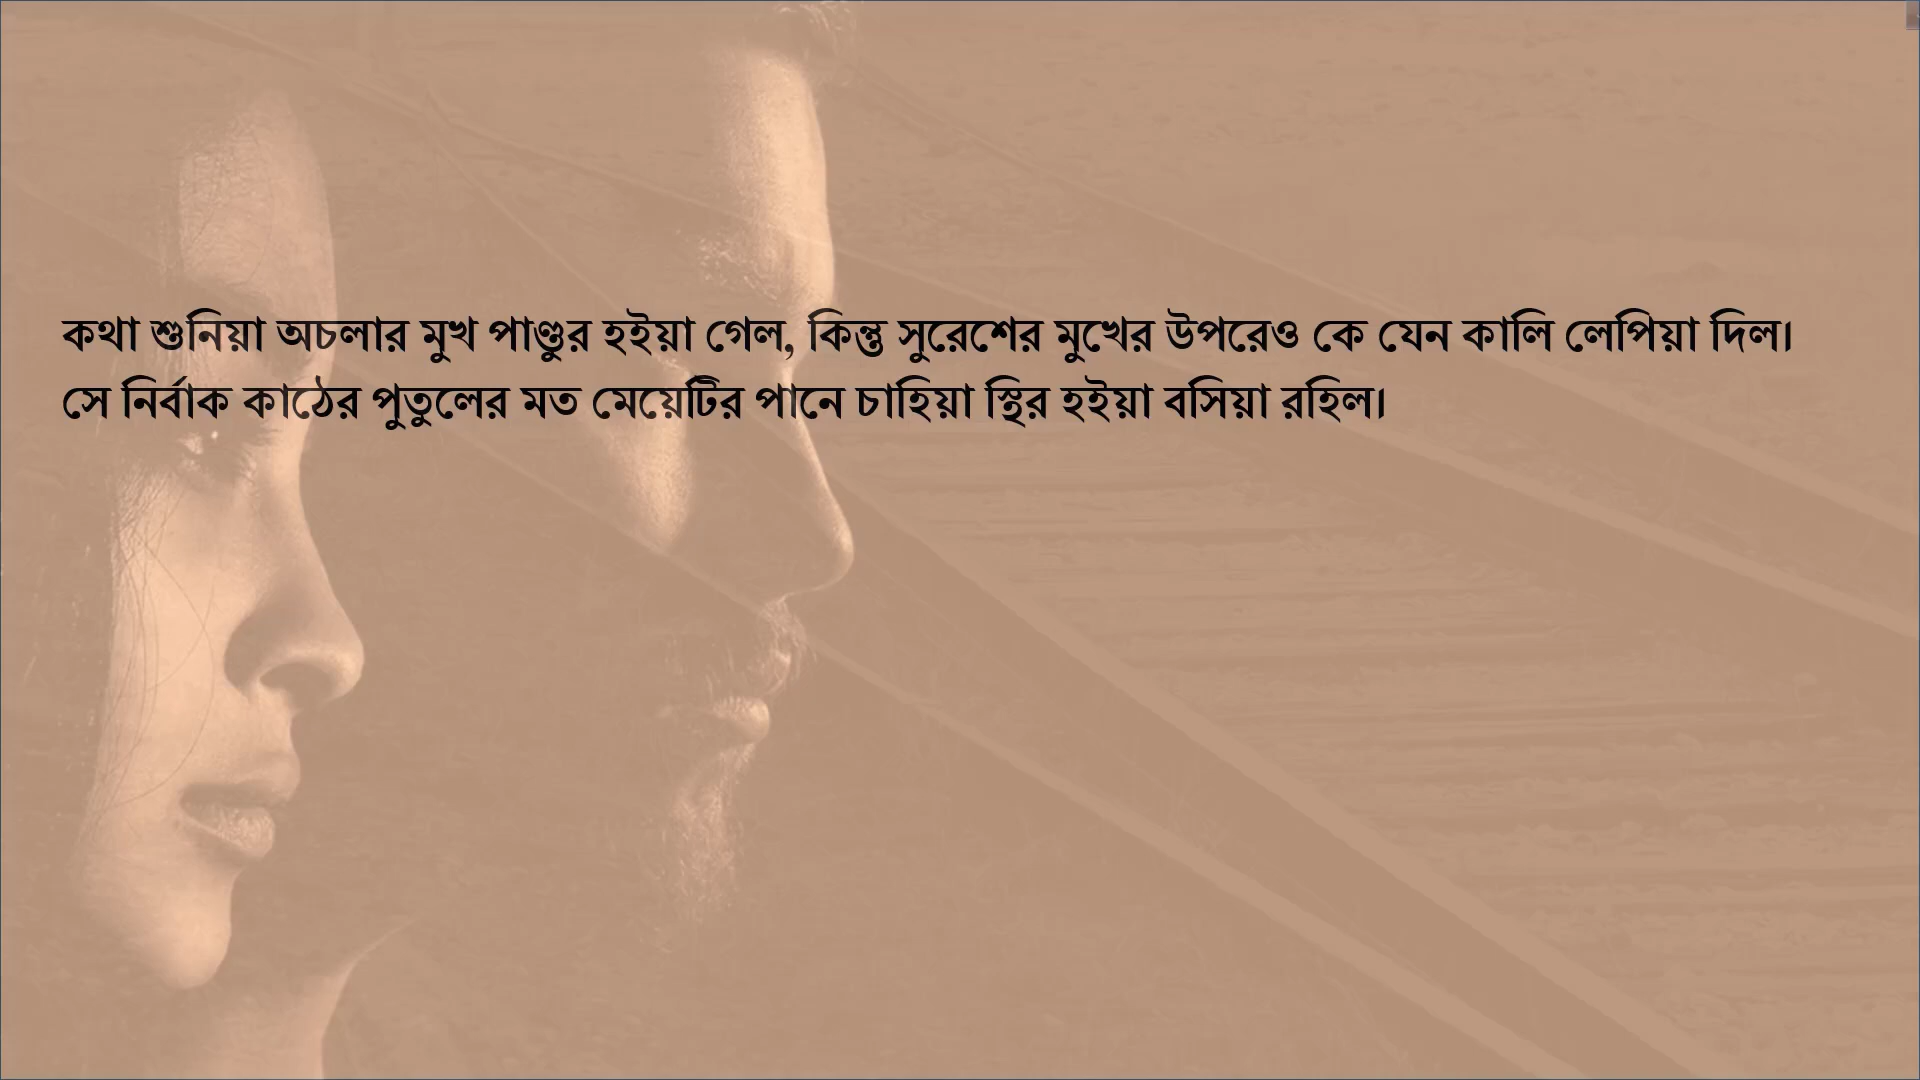 কথা শুনিয়া অচলার মুখ পাণ্ডুর হইয়া গেল, কিন্তু সুরেশের মুখের উপরেও কে যেন কালি লেপিয়া দিল।
সে নির্বাক কাঠের পুতুলের মত মেয়েটির পানে চাহিয়া স্থির হইয়া বসিয়া রহিল।